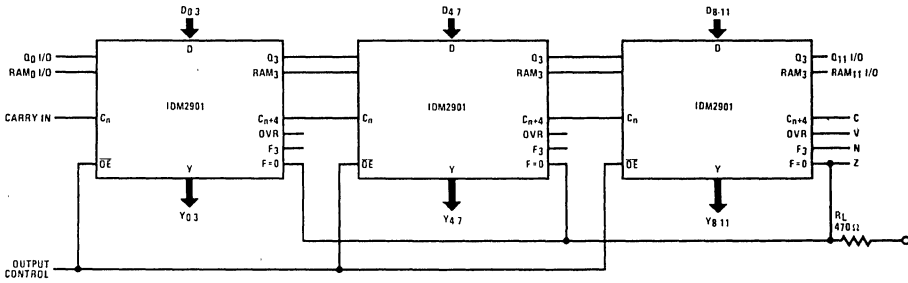 D0-3 D4-7 D8-11
D D D
Q0 I/O Q3 Q3 Q3 Q11 I/O
RAM0 I/O RAM3 RAM3 RAM3 RAM11 I/O
IDM2901 IDM2901 IDM2901
CARRY IN Cn Cn+4 Cn Cn+4 Cn+4 C
OVR OVR OVR V
F3 F3 F3 N
OE Y F=0 OE Y F=0 OE Y F=0 Z
Y0-3 Y4-7 Y8-11
RL
470Ω
OUTPUT
CONTROL